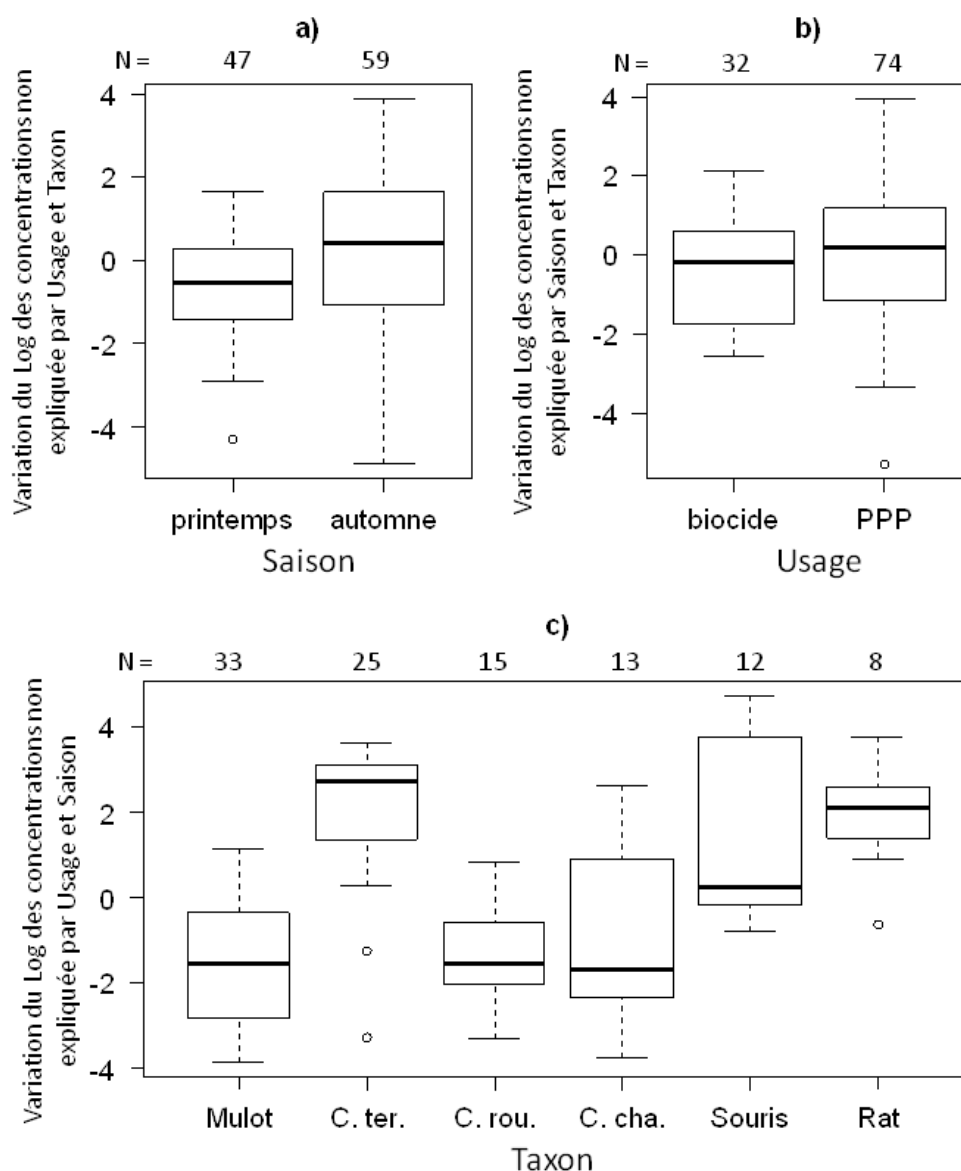 a)
N = 47 59
Variation du Log des concentrations non
expliquée par Usage et Taxon
4
2
0
-2
-4
printemps automne
Saison
b)
N = 32 74
Variation du Log des concentrations non
expliquée par Saison et Taxon
4
2
0
-2
-4
biocide PPP
Usage
c)
N = 33 25 15 13 12 8
Variation du Log des concentrations non
expliquée par Usage et Saison
4
2
0
-2
-4
Mulot C. ter. C. rou. C. cha. Souris Rat
Taxon